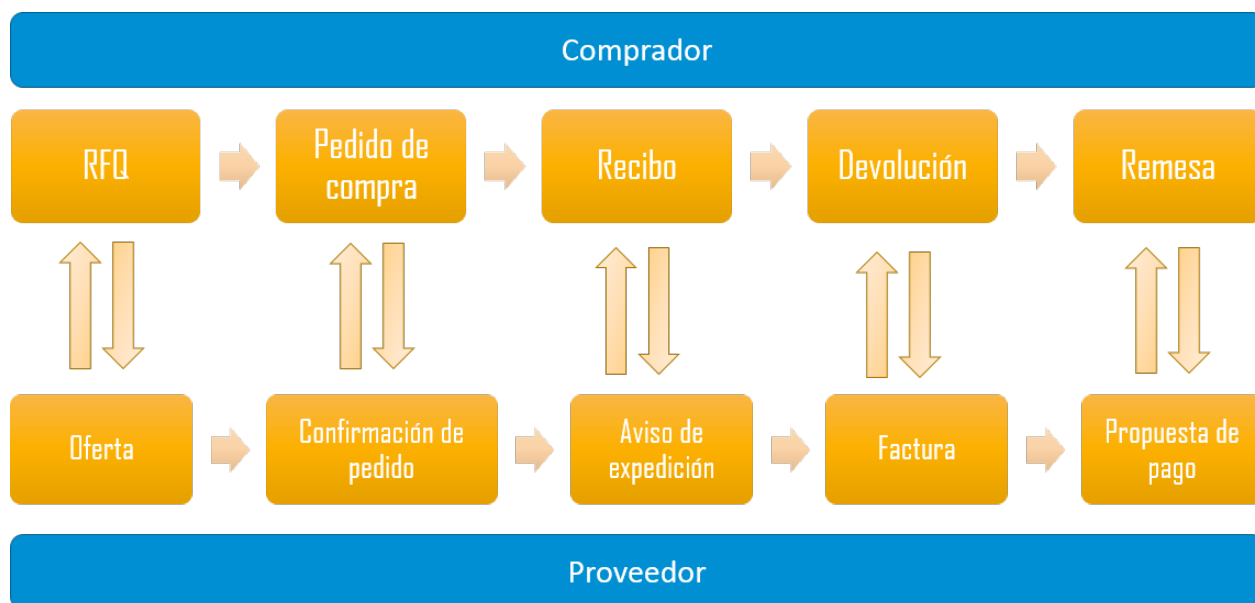 Comprador
RFQ
Pedido de
compra
Recibo
Devolución
Remesa
Oferta
Confirmación de
pedido
Aviso de
expedición
Factura
Propuesta de
pago
Proveedor